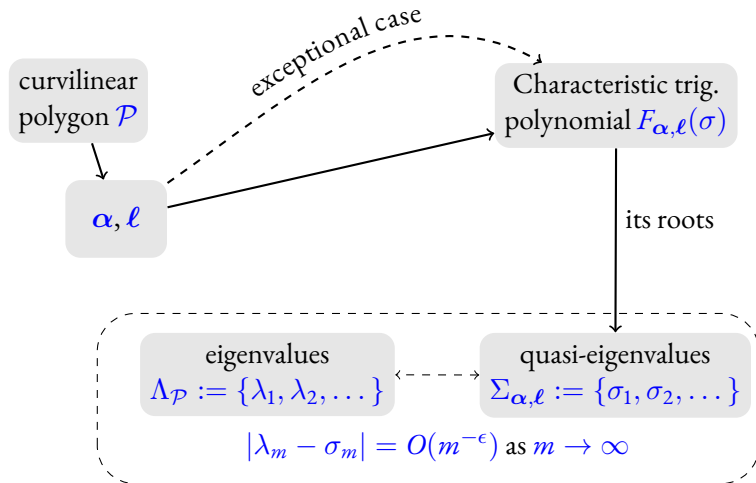 exceptional case
curvilinear
polygon 𝒫
Characteristic trig.
polynomial F_{α,ℓ}(σ)
α, ℓ
its roots
eigenvalues
Λ_𝒫 := {λ₁, λ₂, . . . }
quasi-eigenvalues
Σ_{α,ℓ} := {σ₁, σ₂, . . . }
|λ_m − σ_m| = O(m^{−ϵ}) as m → ∞